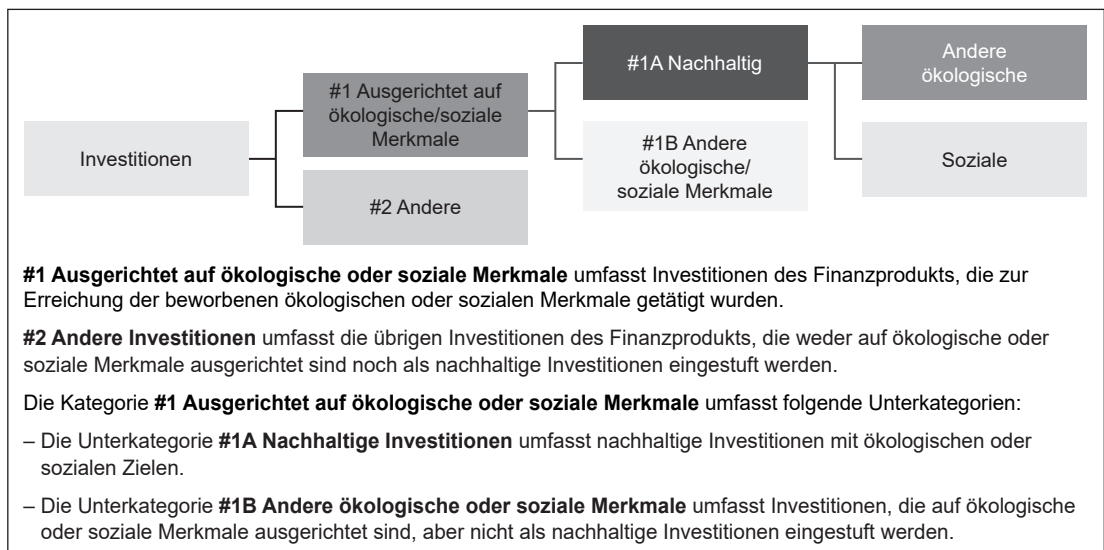 #1A Nachhaltig
Andere
ökologische
#1 Ausgerichtet auf
ökologische/soziale
Merkmale
Investitionen
#1B Andere
ökologische/
soziale Merkmale
Soziale
#2 Andere
#1 Ausgerichtet auf ökologische oder soziale Merkmale umfasst Investitionen des Finanzprodukts, die zur
Erreichung der beworbenen ökologischen oder sozialen Merkmale getätigt wurden.
#2 Andere Investitionen umfasst die übrigen Investitionen des Finanzprodukts, die weder auf ökologische oder
soziale Merkmale ausgerichtet sind noch als nachhaltige Investitionen eingestuft werden.
Die Kategorie #1 Ausgerichtet auf ökologische oder soziale Merkmale umfasst folgende Unterkategorien:
– Die Unterkategorie #1A Nachhaltige Investitionen umfasst nachhaltige Investitionen mit ökologischen oder
sozialen Zielen.
– Die Unterkategorie #1B Andere ökologische oder soziale Merkmale umfasst Investitionen, die auf ökologische
oder soziale Merkmale ausgerichtet sind, aber nicht als nachhaltige Investitionen eingestuft werden.